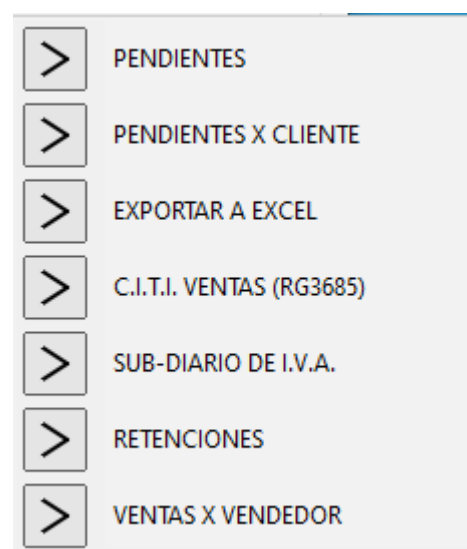 > PENDIENTES
> PENDIENTES X CLIENTE
> EXPORTAR A EXCEL
> C.I.T.I. VENTAS (RG3685)
> SUB-DIARIO DE I.V.A.
> RETENCIONES
> VENTAS X VENDEDOR